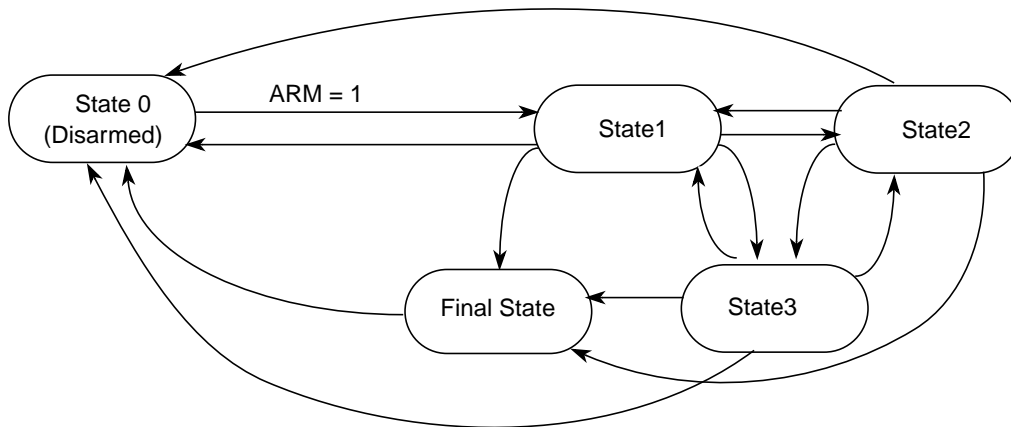 State 0
(Disarmed)
ARM = 1
State1
State2
Final State
State3